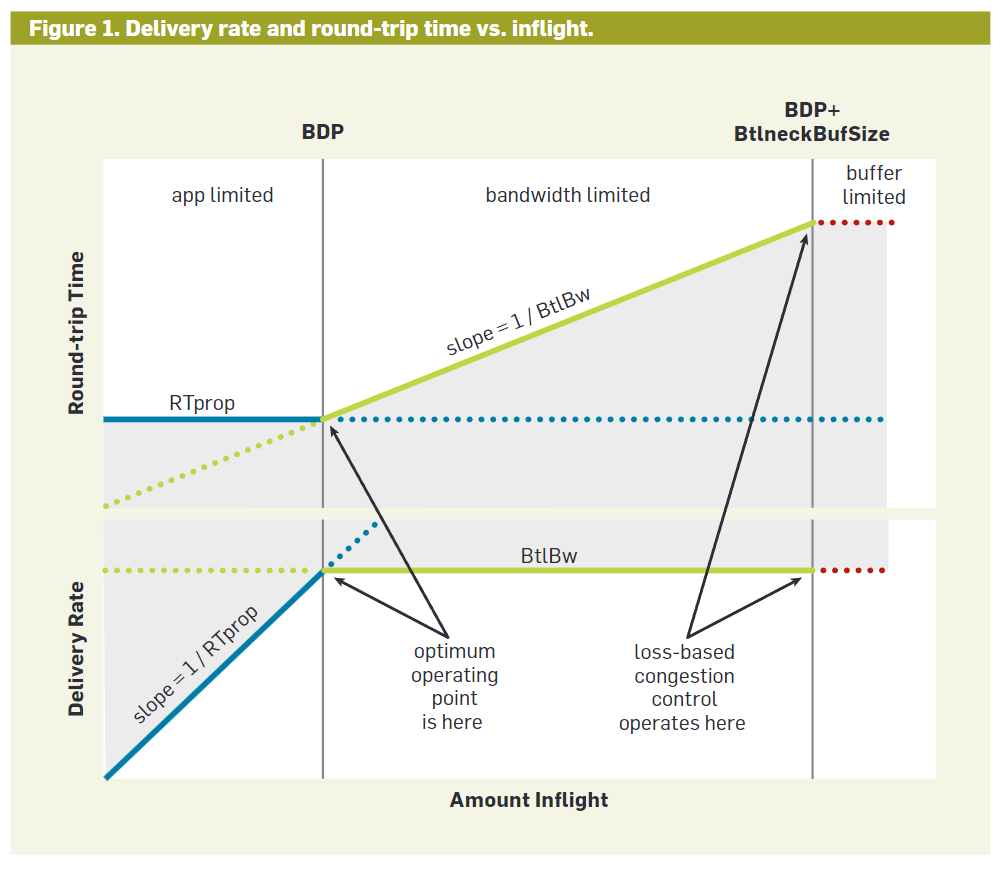 Figure 1. Delivery rate and round-trip time vs. inflight.
BDP
BDP+
BtlneckBufSize
app limited
bandwidth limited
buffer
limited
Round-trip Time
RTprop
slope = 1 / BtlBw
Delivery Rate
slope = 1 / RTprop
BtlBw
optimum
operating
point
is here
loss-based
congestion
control
operates here
Amount Inflight